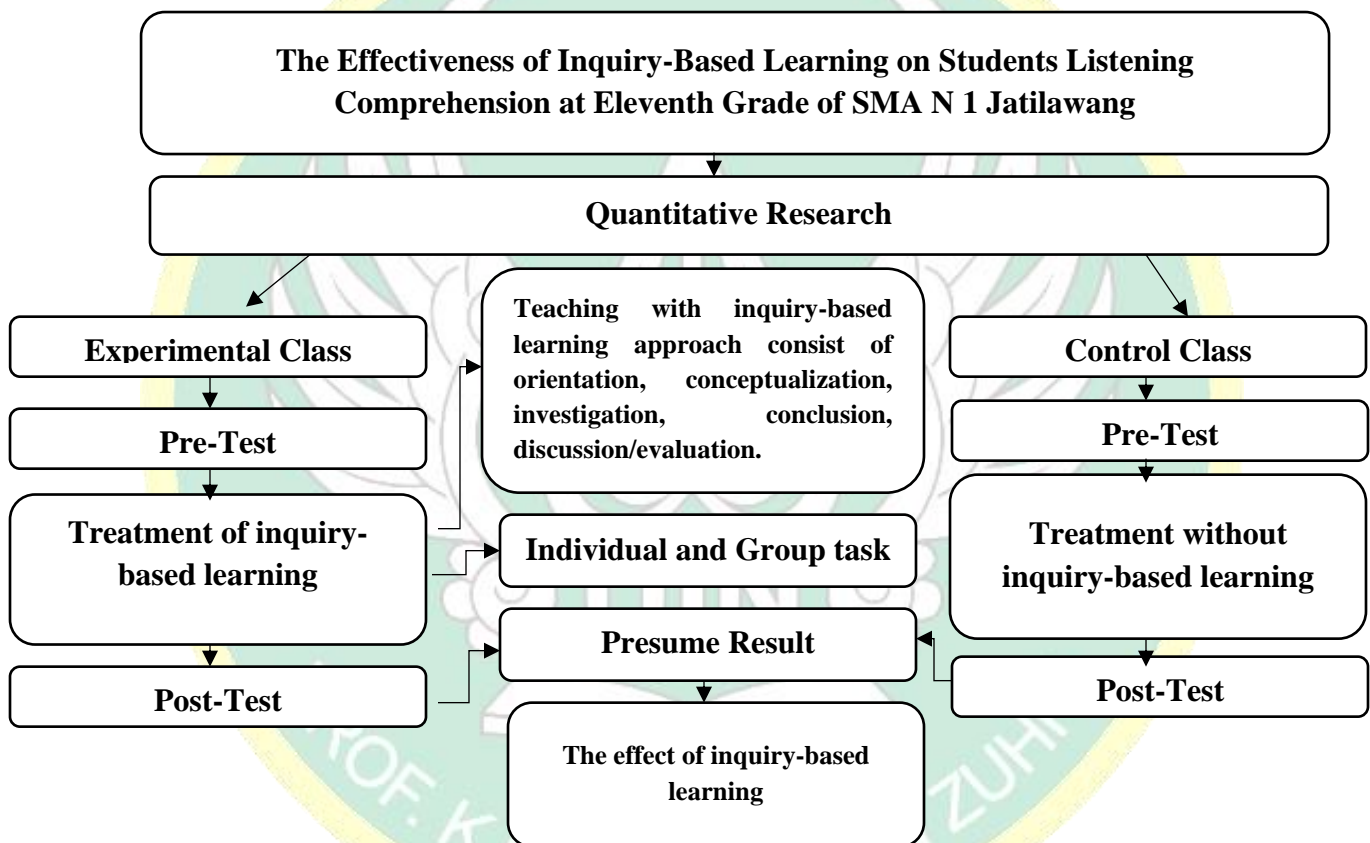 The Effectiveness of Inquiry-Based Learning on Students Listening
Comprehension at Eleventh Grade of SMA N 1 Jatilawang
Quantitative Research
Experimental Class
Pre-Test
Treatment of inquiry-
based learning
Post-Test
Teaching with inquiry-based
learning approach consist of
orientation, conceptualization,
investigation, conclusion,
discussion/evaluation.
Individual and Group task
Presume Result
The effect of inquiry-based
learning
Control Class
Pre-Test
Treatment without
inquiry-based learning
Post-Test
PROF. K
ZUHRI